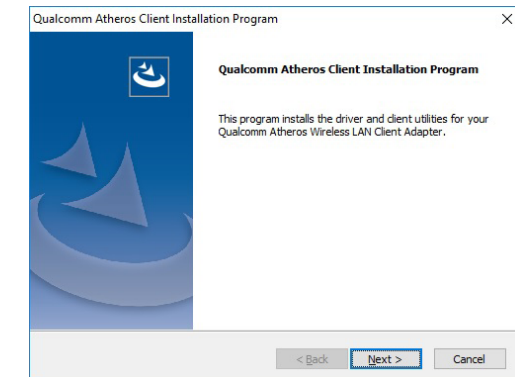 Qualcomm Atheros Client Installation Program
Qualcomm Atheros Client Installation Program
This program installs the driver and client utilities for your
Qualcomm Atheros Wireless LAN Client Adapter.
< Back Next > Cancel